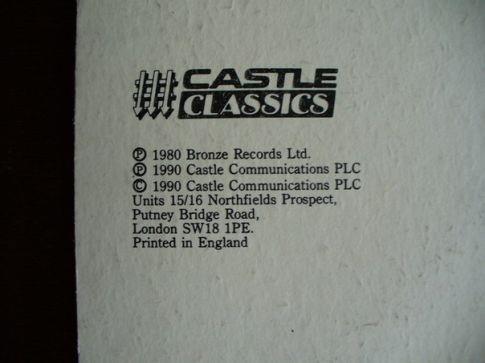 CASTLE
CLASSICS
℗ 1980 Bronze Records Ltd.
℗ 1990 Castle Communications PLC
© 1990 Castle Communications PLC
Units 15/16 Northfields Prospect,
Putney Bridge Road,
London SW18 1PE.
Printed in England